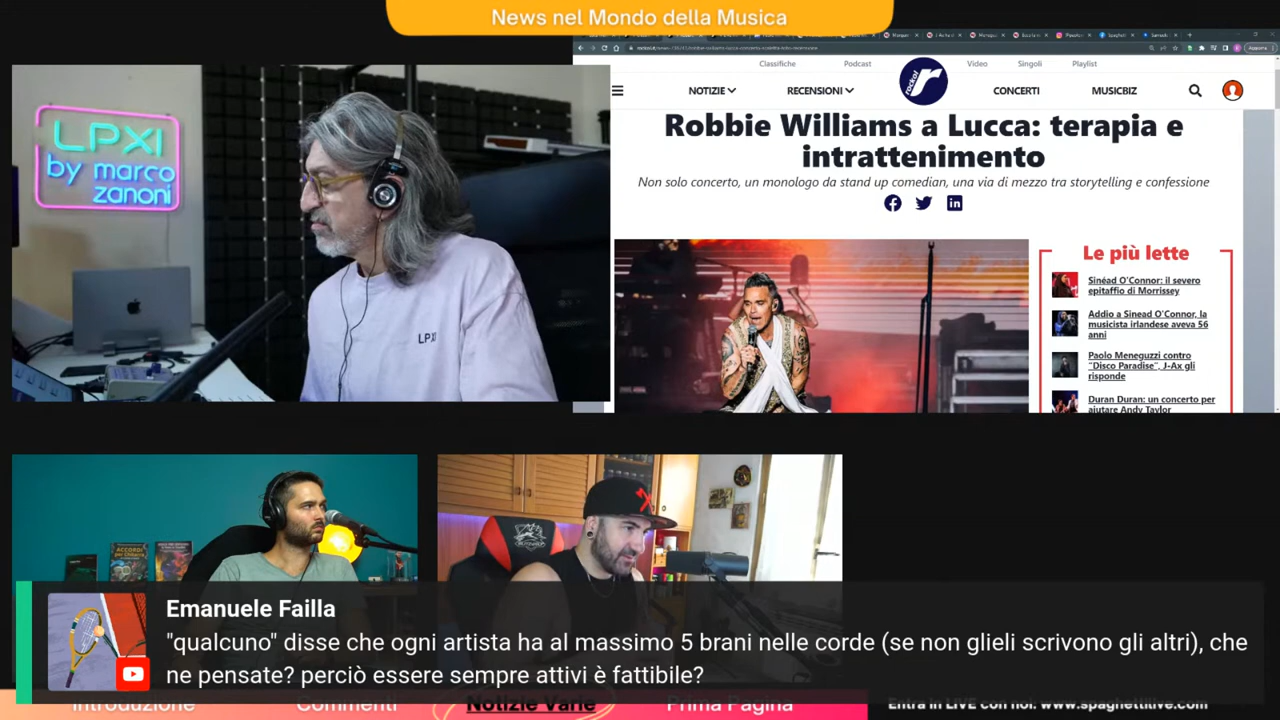 News nel Mondo della Musica
LPXI
by marco
zanoni
LPXI
Classifiche
Podcast
Video
Singoli
Playlist
NOTIZIE
RECENSIONI
rockol
CONCERTI
MUSICBIZ
Robbie Williams a Lucca: terapia e
intrattenimento
Non solo concerto, un monologo da stand up comedian, una via di mezzo tra storytelling e confessione
Le più lette
Sinéad O'Connor: il severo
epitaffio di Morrissey
Addio a Sinead O'Connor, la
musicista irlandese aveva 56
anni
Paolo Meneguzzi contro
"Disco Paradise", J-Ax gli
risponde
Duran Duran: un concerto per
aiutare Andy Taylor
ACCORDI
Emanuele Failla
"qualcuno" disse che ogni artista ha al massimo 5 brani nelle corde (se non glieli scrivono gli altri), che
ne pensate? perciò essere sempre attivi è fattibile?
Introduzione
Commenti
Notizie Varie
Prima Pagina
Entra in LIVE con noi: www.spaghettilive.com